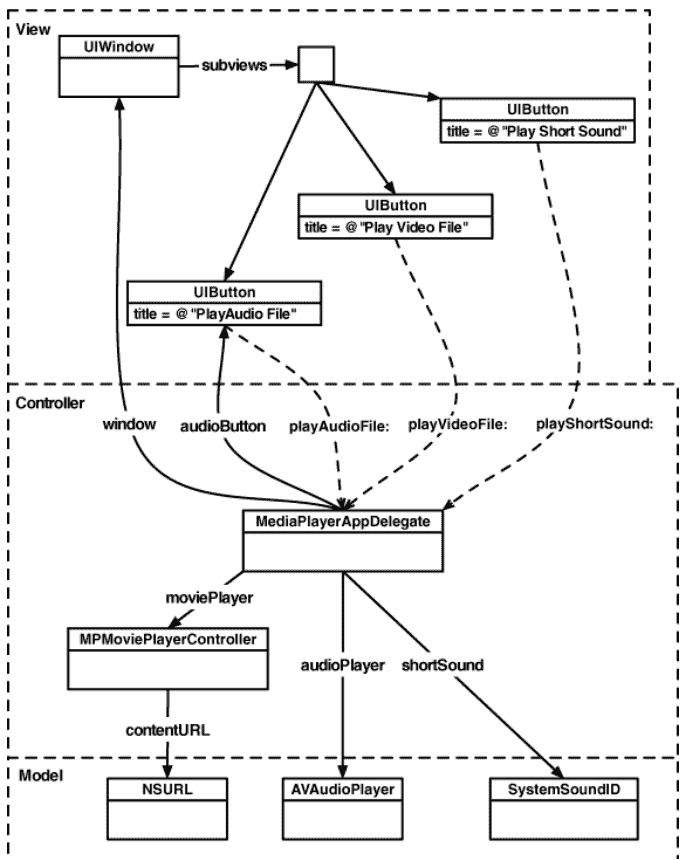 View
UIWindow
subviews
UIButton
title = @"Play Short Sound"
UIButton
title = @"Play Video File"
UIButton
title = @"PlayAudio File"
Controller
window
audioButton
playAudioFile:
playVideoFile:
playShortSound:
MediaPlayerAppDelegate
moviePlayer
MPMoviePlayerController
audioPlayer
shortSound
contentURL
Model
NSURL
AVAudioPlayer
SystemSoundID